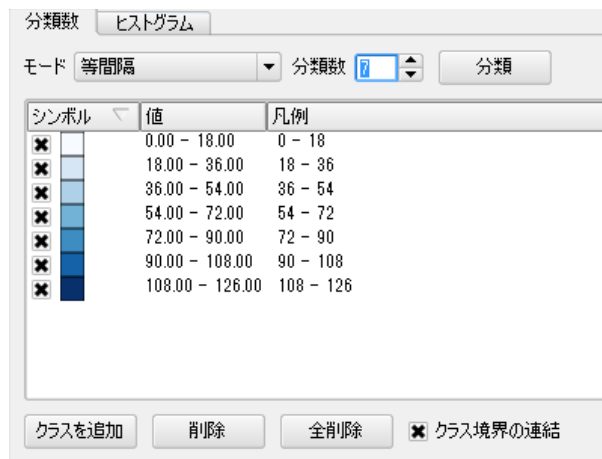 分類数 ヒストグラム
モード 等間隔 分類数 7 分類
シンボル 値 凡例
0.00 - 18.00 0 - 18
18.00 - 36.00 18 - 36
36.00 - 54.00 36 - 54
54.00 - 72.00 54 - 72
72.00 - 90.00 72 - 90
90.00 - 108.00 90 - 108
108.00 - 126.00 108 - 126
クラスを追加 削除 全削除 クラス境界の連結